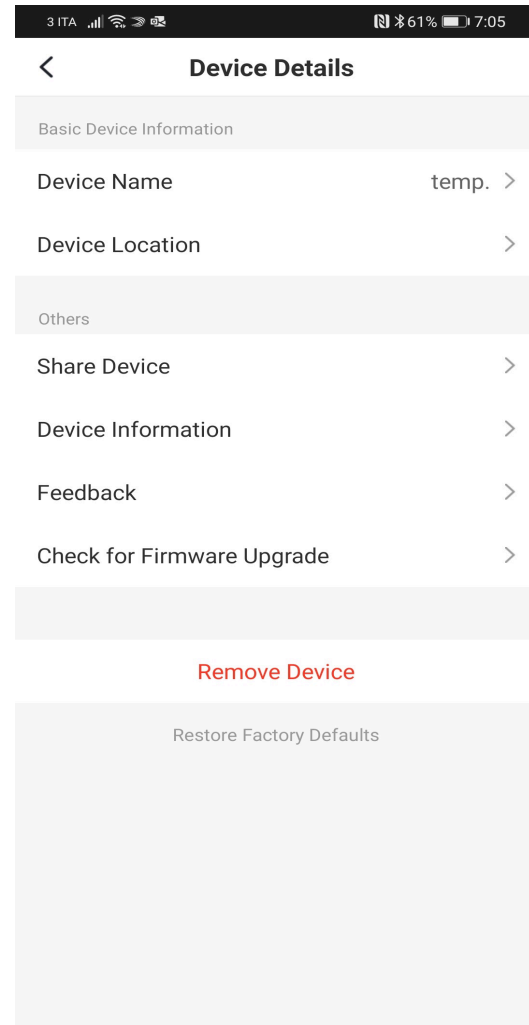 3 ITA 61% 7:05
Device Details
Basic Device Information
Device Name temp.
Device Location
Others
Share Device
Device Information
Feedback
Check for Firmware Upgrade
Remove Device
Restore Factory Defaults